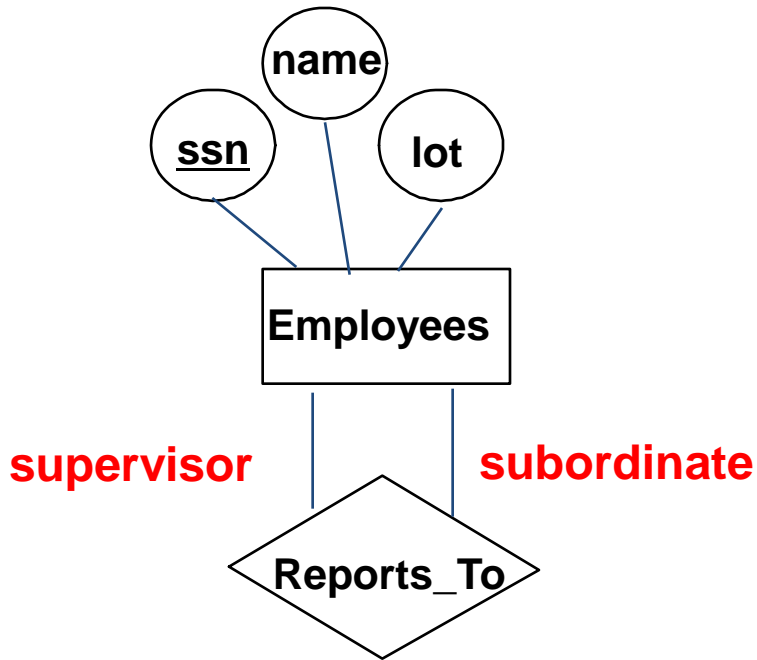 name
ssn
lot
Employees
supervisor
subordinate
Reports_To